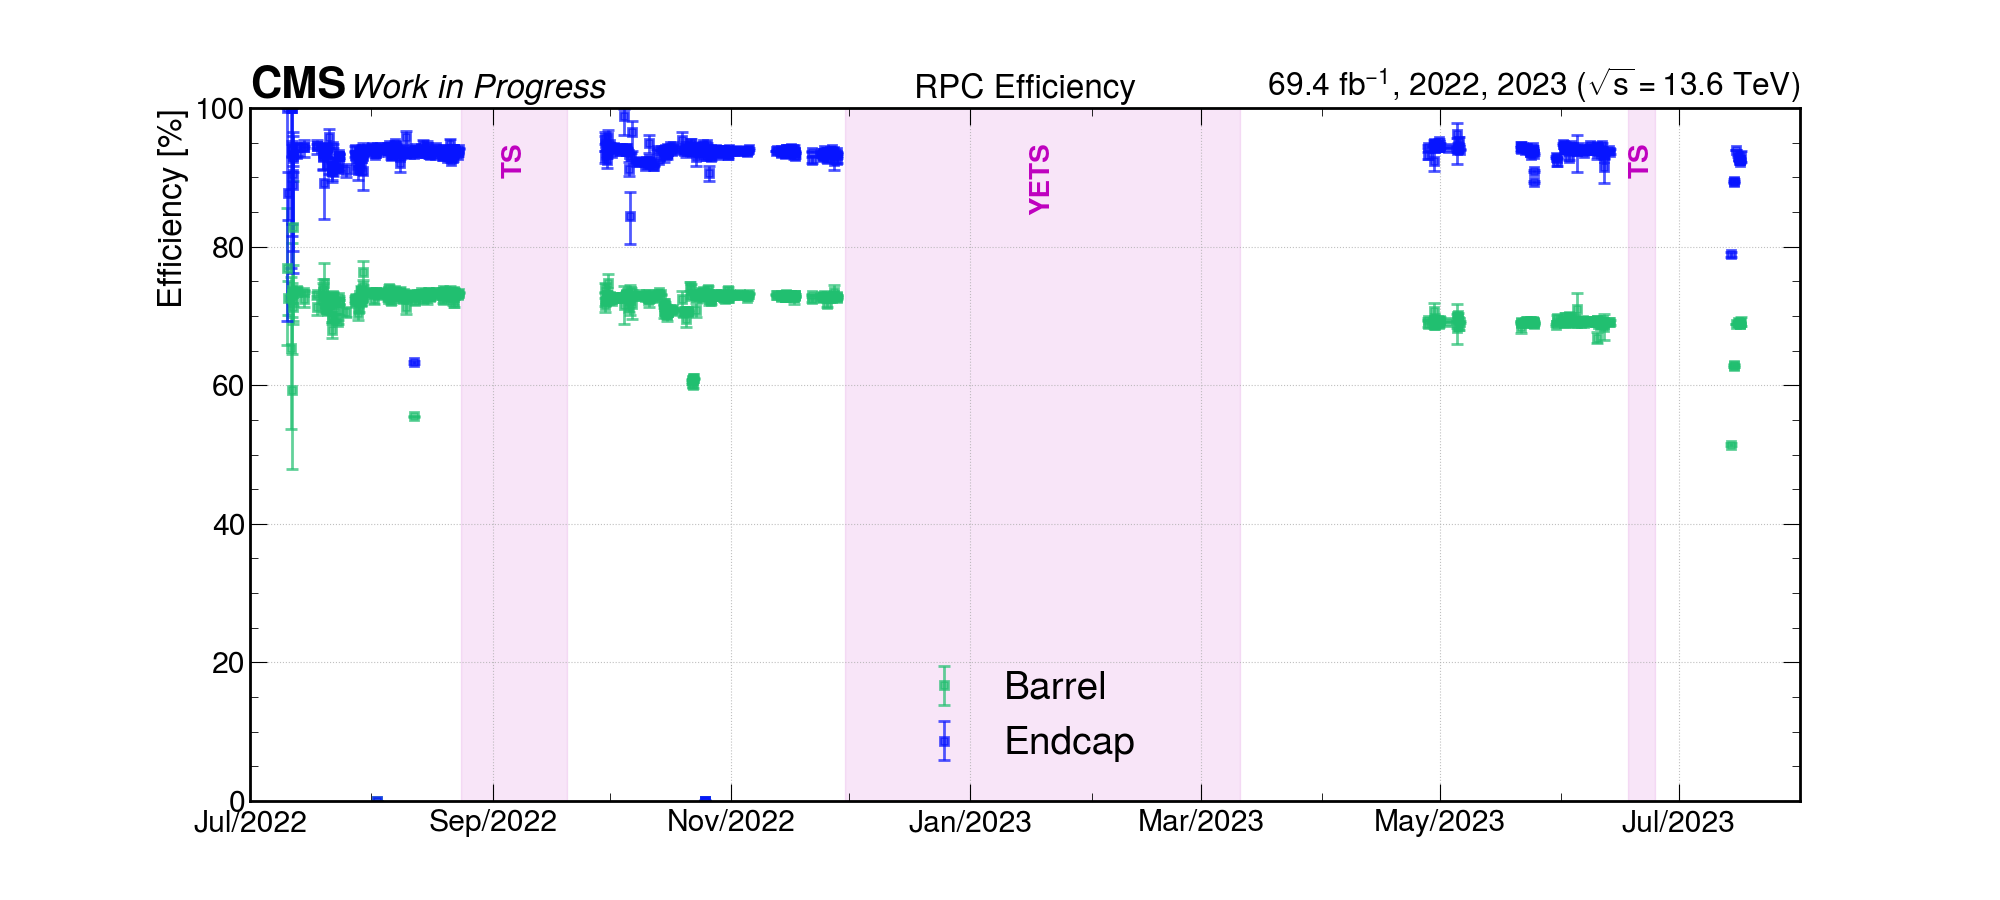 CMS Work in Progress RPC Efficiency 69.4 fb⁻¹, 2022, 2023 (√s = 13.6 TeV)
Efficiency [%]
100
80
60
40
20
0
TS
YETS
TS
Barrel
Endcap
Jul/2022 Sep/2022 Nov/2022 Jan/2023 Mar/2023 May/2023 Jul/2023